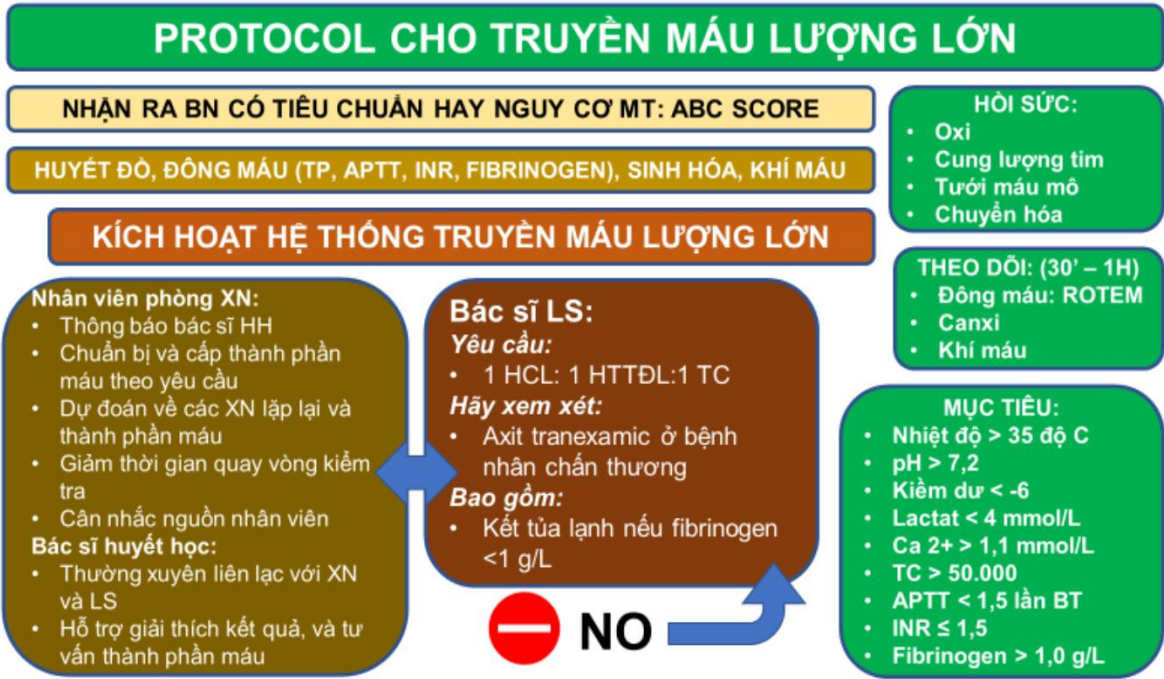 PROTOCOL CHO TRUYỀN MÁU LƯỢNG LỚN
NHẬN RA BN CÓ TIÊU CHUẨN HAY NGUY CƠ MT: ABC SCORE
HUYẾT ĐỒ, ĐÔNG MÁU (TP, APTT, INR, FIBRINOGEN), SINH HÓA, KHÍ MÁU
KÍCH HOẠT HỆ THỐNG TRUYỀN MÁU LƯỢNG LỚN
Nhân viên phòng XN:
• Thông báo bác sĩ HH
• Chuẩn bị và cấp thành phần
máu theo yêu cầu
• Dự đoán về các XN lặp lại và
thành phần máu
• Giảm thời gian quay vòng kiểm
tra
• Cân nhắc nguồn nhân viên
Bác sĩ huyết học:
• Thường xuyên liên lạc với XN
và LS
• Hỗ trợ giải thích kết quả, và tư
vấn thành phần máu
Bác sĩ LS:
Yêu cầu:
• 1 HCL: 1 HTTĐL:1 TC
Hãy xem xét:
• Axit tranexamic ở bệnh
nhân chấn thương
Bao gồm:
• Kết tủa lạnh nếu fibrinogen
<1 g/L
NO
HỒI SỨC:
• Oxi
• Cung lượng tim
• Tưới máu mô
• Chuyển hóa
THEO DÕI: (30' – 1H)
• Đông máu: ROTEM
• Canxi
• Khí máu
MỤC TIÊU:
• Nhiệt độ > 35 độ C
• pH > 7,2
• Kiềm dư < -6
• Lactat < 4 mmol/L
• Ca 2+ > 1,1 mmol/L
• TC > 50.000
• APTT < 1,5 lần BT
• INR ≤ 1,5
• Fibrinogen > 1,0 g/L